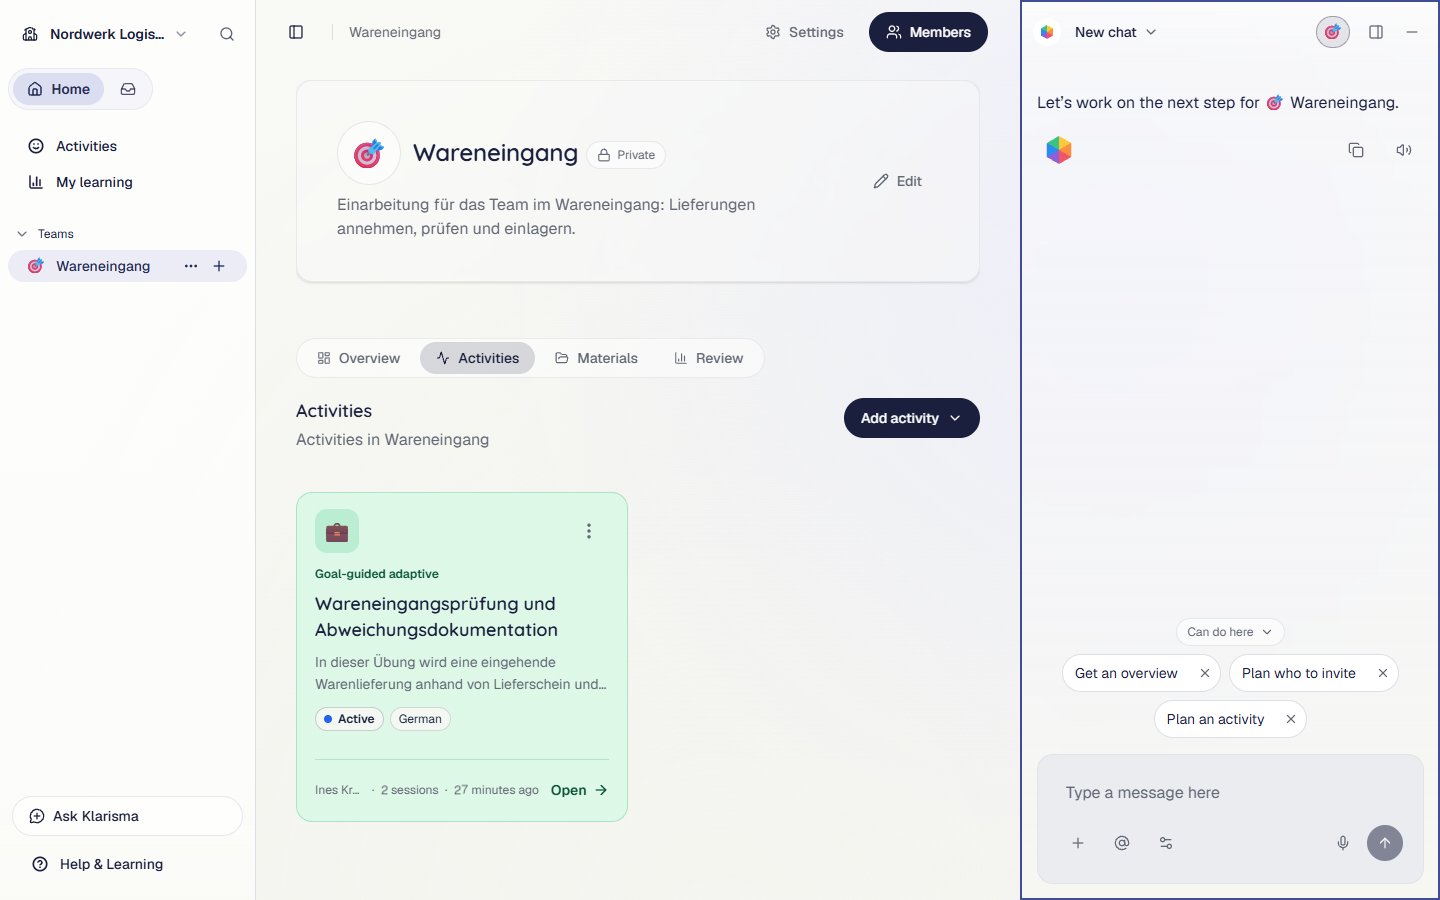 Nordwerk Logis...
Home
Activities
My learning
Teams
Wareneingang
Ask Klarisma
Help & Learning
Wareneingang
Settings
Members
Wareneingang
Private
Edit
Einarbeitung für das Team im Wareneingang: Lieferungen
annehmen, prüfen und einlagern.
Overview
Activities
Materials
Review
Activities
Activities in Wareneingang
Add activity
Goal-guided adaptive
Wareneingangsprüfung und
Abweichungsdokumentation
In dieser Übung wird eine eingehende
Warenlieferung anhand von Lieferschein und...
Active
German
Ines Kr... · 2 sessions · 27 minutes ago
Open
New chat
Let's work on the next step for 🎯 Wareneingang.
Can do here
Get an overview
Plan who to invite
Plan an activity
Type a message here